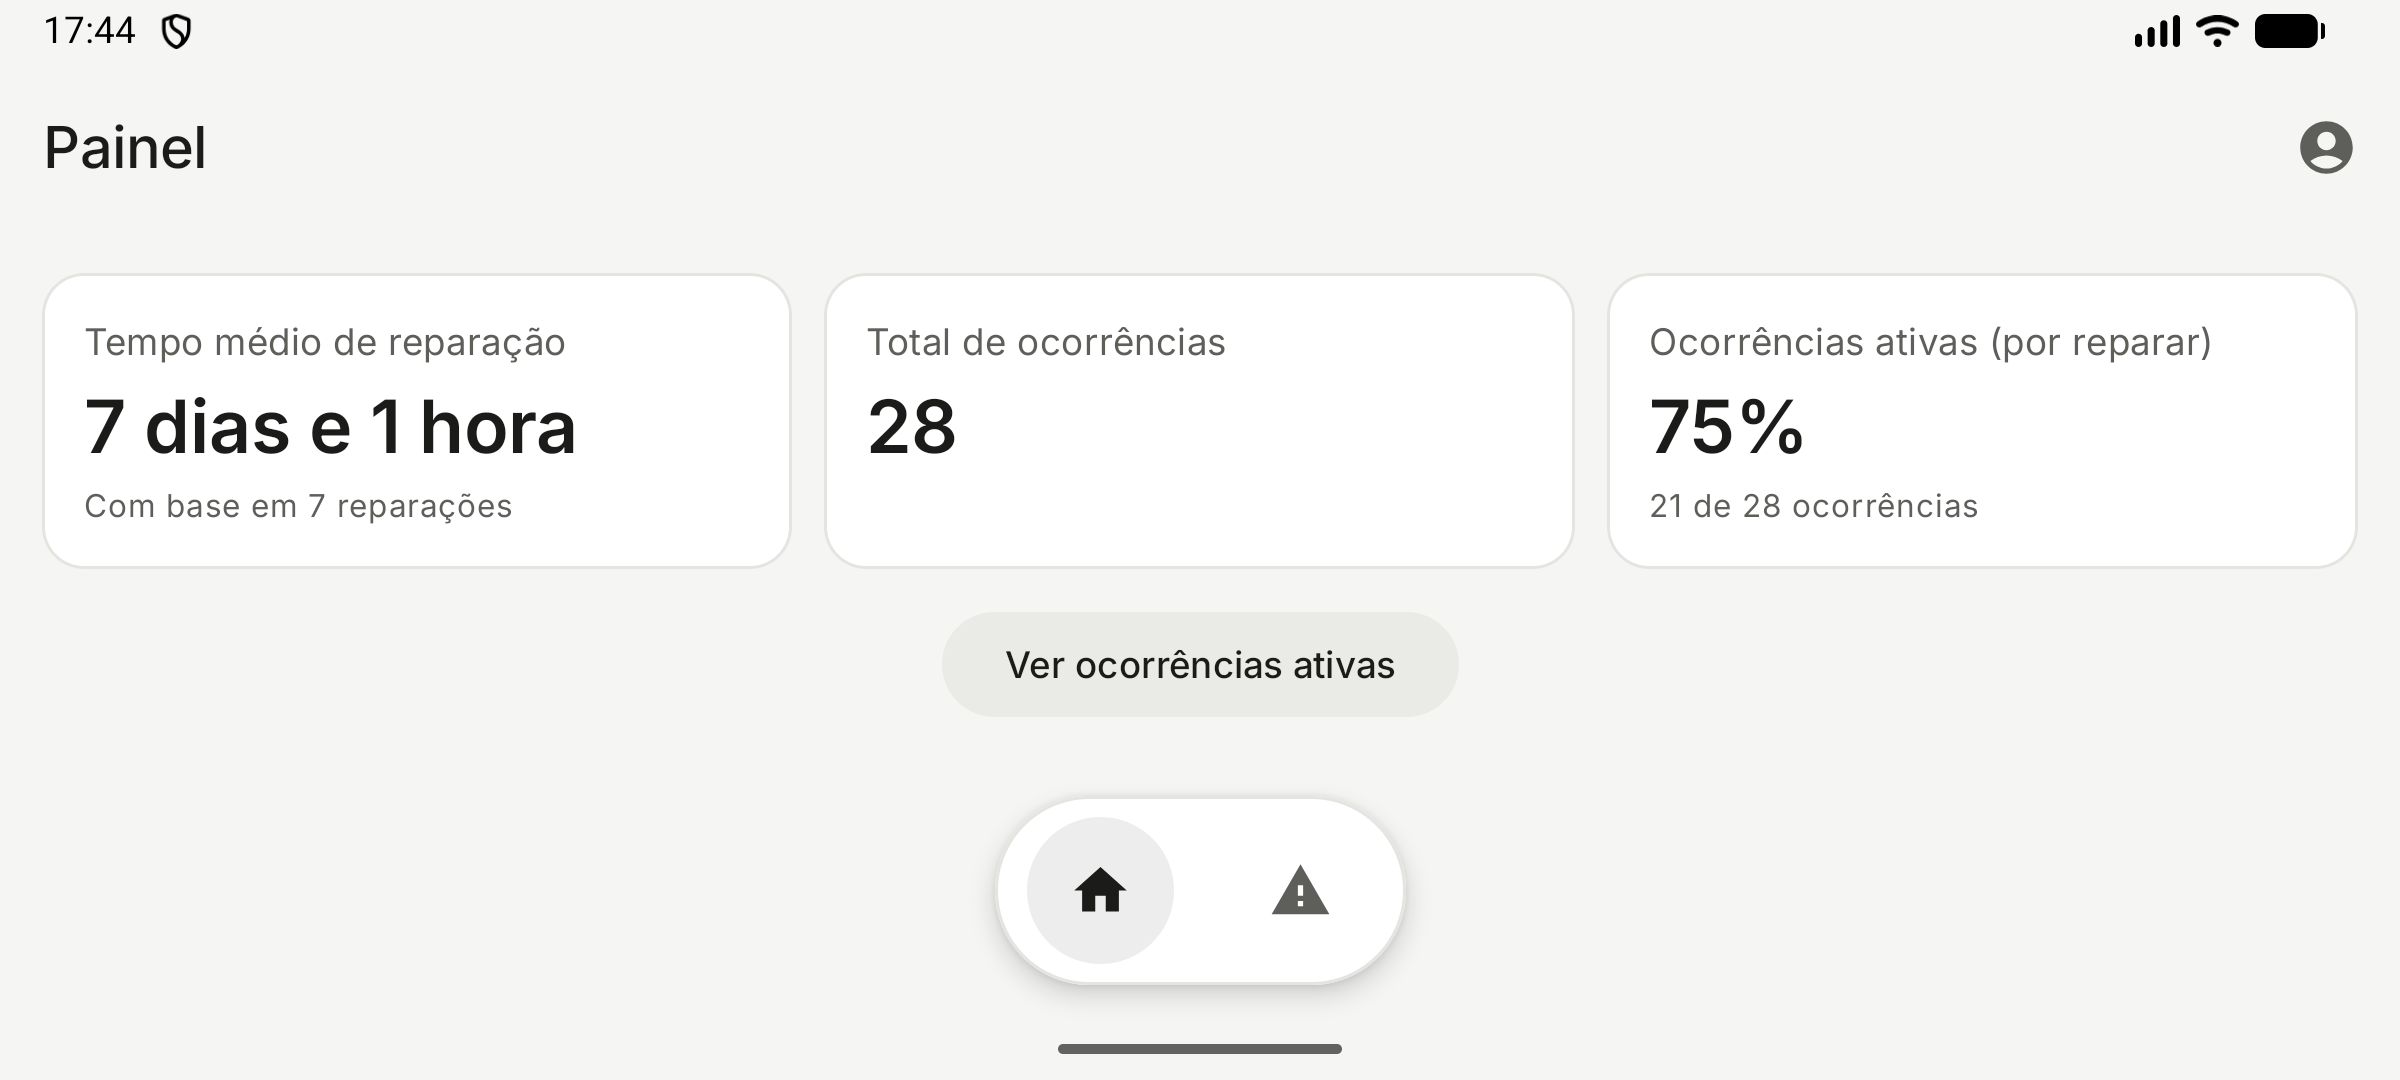 17:44
Painel
Tempo médio de reparação
7 dias e 1 hora
Com base em 7 reparações
Total de ocorrências
28
Ocorrências ativas (por reparar)
75%
21 de 28 ocorrências
Ver ocorrências ativas